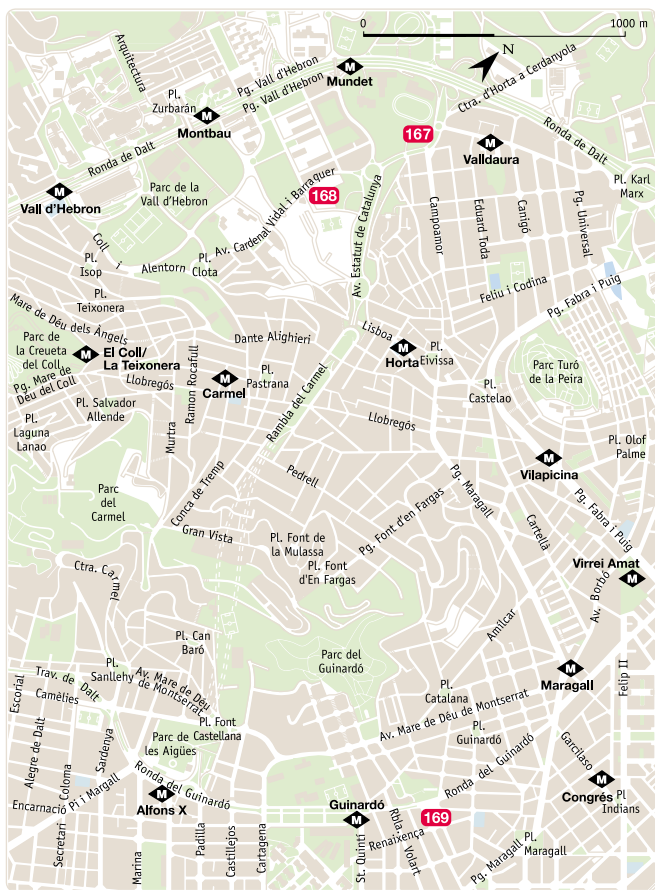 0
1000 m
N
Arquitectura
Pg. Vall d'Hebron
Pg. Vall d'Hebron
M
Mundet
Ctra. d'Horta a Cerdanyola
Pl.
Zurbarán
M
Montbau
167
M
Valldaura
Ronda de Dalt
Ronda de Dalt
Pl. Karl
Marx
M
Vall d'Hebron
Parc de la
Vall d'Hebron
168
Av. Cardenal Vidal i Barraquer
Av. Estatut de Catalunya
Campoamor
Eduard Toda
Canigó
Pg. Universal
Coll i Alentorn
Pl.
Isop
Pl.
Clota
Pl.
Teixonera
Feliu i Codina
Pg. Fabra i Puig
Mare de Déu dels Àngels
Dante Alighieri
Lisboa
M
Horta
Pl.
Eivissa
Parc de
la Creueta
del Coll
M
El Coll/
La Teixonera
Parc Turó
de la Peira
Pg. Mare de
Déu del Coll
Llobregós
Ramon Rocafull
M
Carmel
Pl.
Pastrana
Rambla del Carmel
Pl.
Castelao
Pl. Salvador
Allende
Murtra
Llobregós
Pl.
Laguna
Lanao
Pl. Olof
Palme
M
Vilapicina
Conca de Tremp
Pedrell
Pg. Maragall
Parc
del
Carmel
Gran Vista
Pl. Font de
la Mulassa
Pg. Font d'en Fargas
Cartellà
Pg. Fabra i Puig
Pl. Font
d'En Fargas
Virrei Amat
M
Ctra. Carmel
Av. Borbó
Amílcar
Pl. Can
Baró
Parc del
Guinardó
M
Maragall
Felip II
Pl.
Sanllehy
Av. Mare de Déu
de Montserrat
Trav. de Dalt
Camèlies
Escorial
Pl.
Catalana
Av. Mare de Déu de Montserrat
Pl. Font
Castellana
Pl.
Guinardó
Parc de
les Aigües
Alegre de Dalt
Sardenya
Garcilaso
Coloma
Pi i Margall
Ronda del Guinardó
Ronda del Guinardó
M
Congrés
Pl
Indians
Encarnació
M
Alfons X
Guinardó
M
169
Rbla.
Volart
Renaixença
Secretari
Marina
Padilla
Castillejos
Cartagena
St. Quintí
Pg. Maragall
Pl.
Maragall